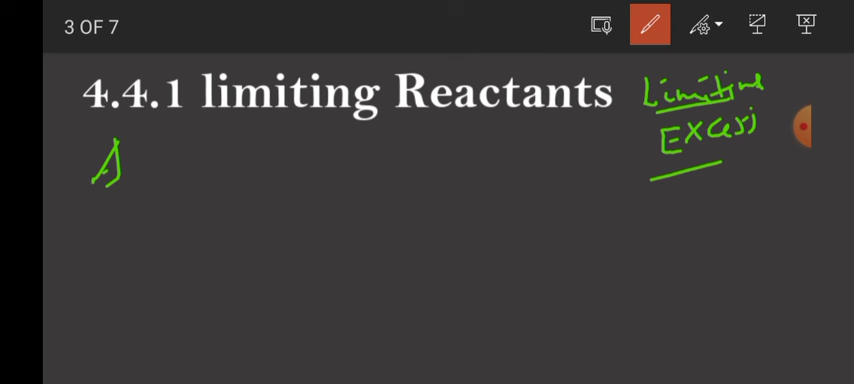 3 OF 7
4.4.1 limiting Reactants
Limiting
Excess
A